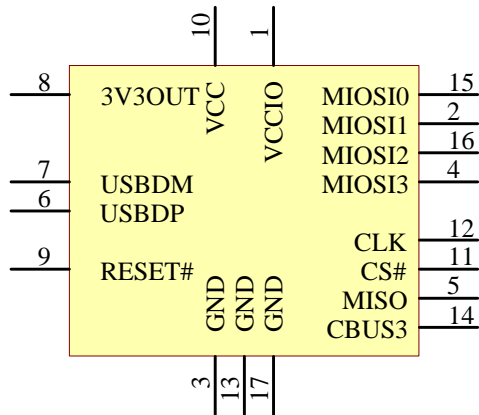 10 1
8 3V3OUT VCC VCCIO MIOSI0 15
MIOSI1 2
MIOSI2 16
7 USBDM MIOSI3 4
6 USBDP
CLK 12
9 RESET# CS# 11
GND GND GND MISO 5
CBUS3 14
3 13 17